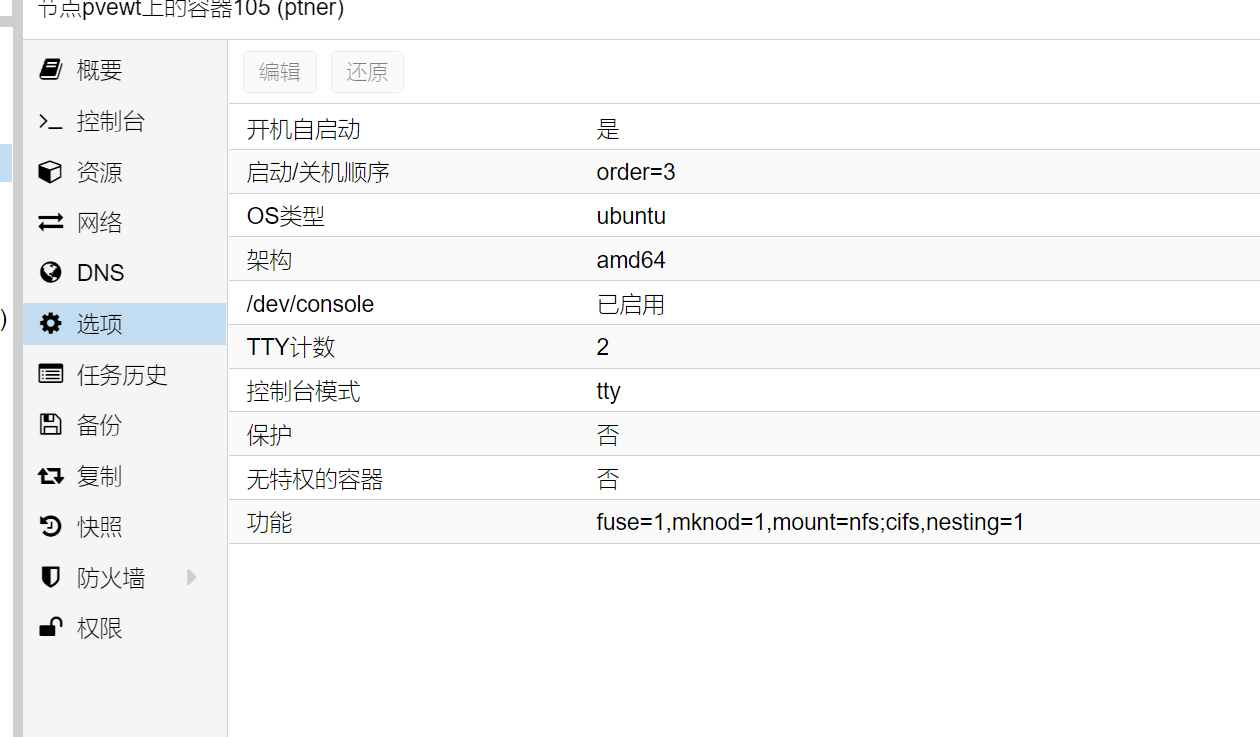 节点pvewt上的容器105 (ptner)
)
概要
控制台
资源
网络
DNS
选项
任务历史
备份
复制
快照
防火墙
权限
编辑 还原
开机自启动 是
启动/关机顺序 order=3
OS类型 ubuntu
架构 amd64
/dev/console 已启用
TTY计数 2
控制台模式 tty
保护 否
无特权的容器 否
功能 fuse=1,mknod=1,mount=nfs;cifs,nesting=1